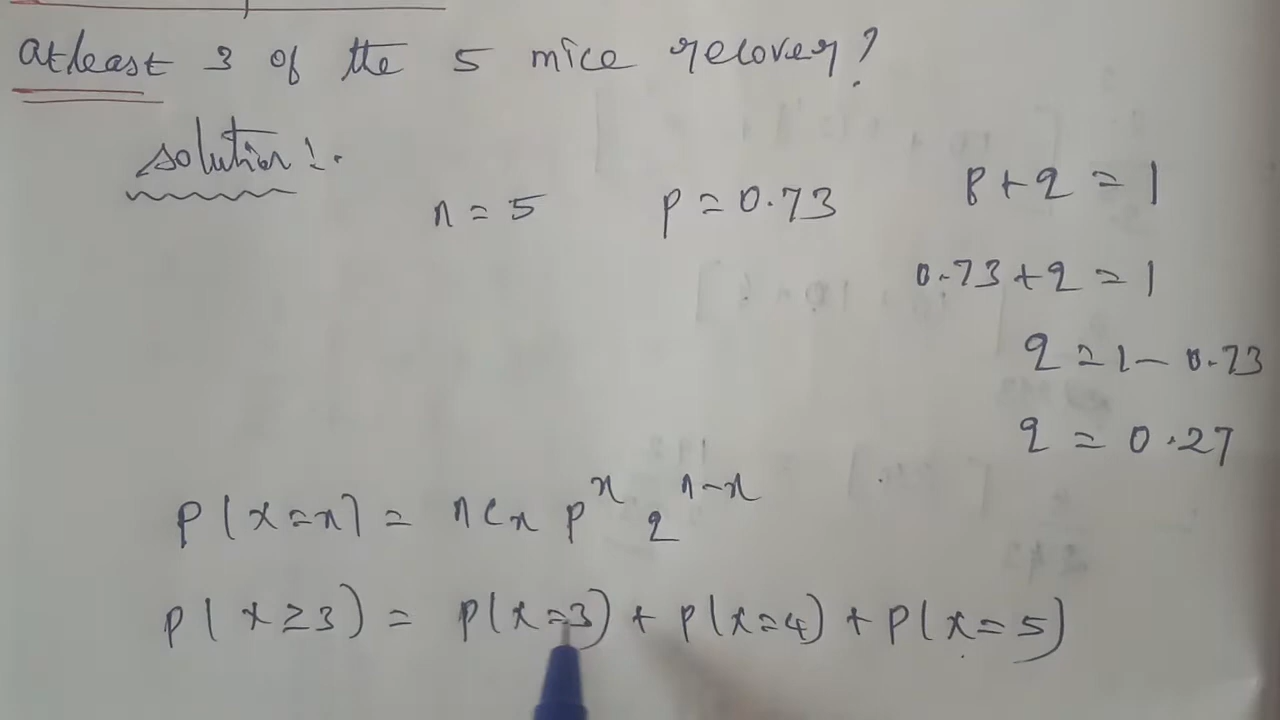 atleast 3 of the 5 mice recover?
Solution:.
n = 5 p = 0.73 p + q = 1
0.73 + q = 1
q = 1 - 0.73
q = 0.27
P(X=x) = nCx p^x q^n-x
P(X≥3) = P(X=3) + P(X=4) + P(X=5)